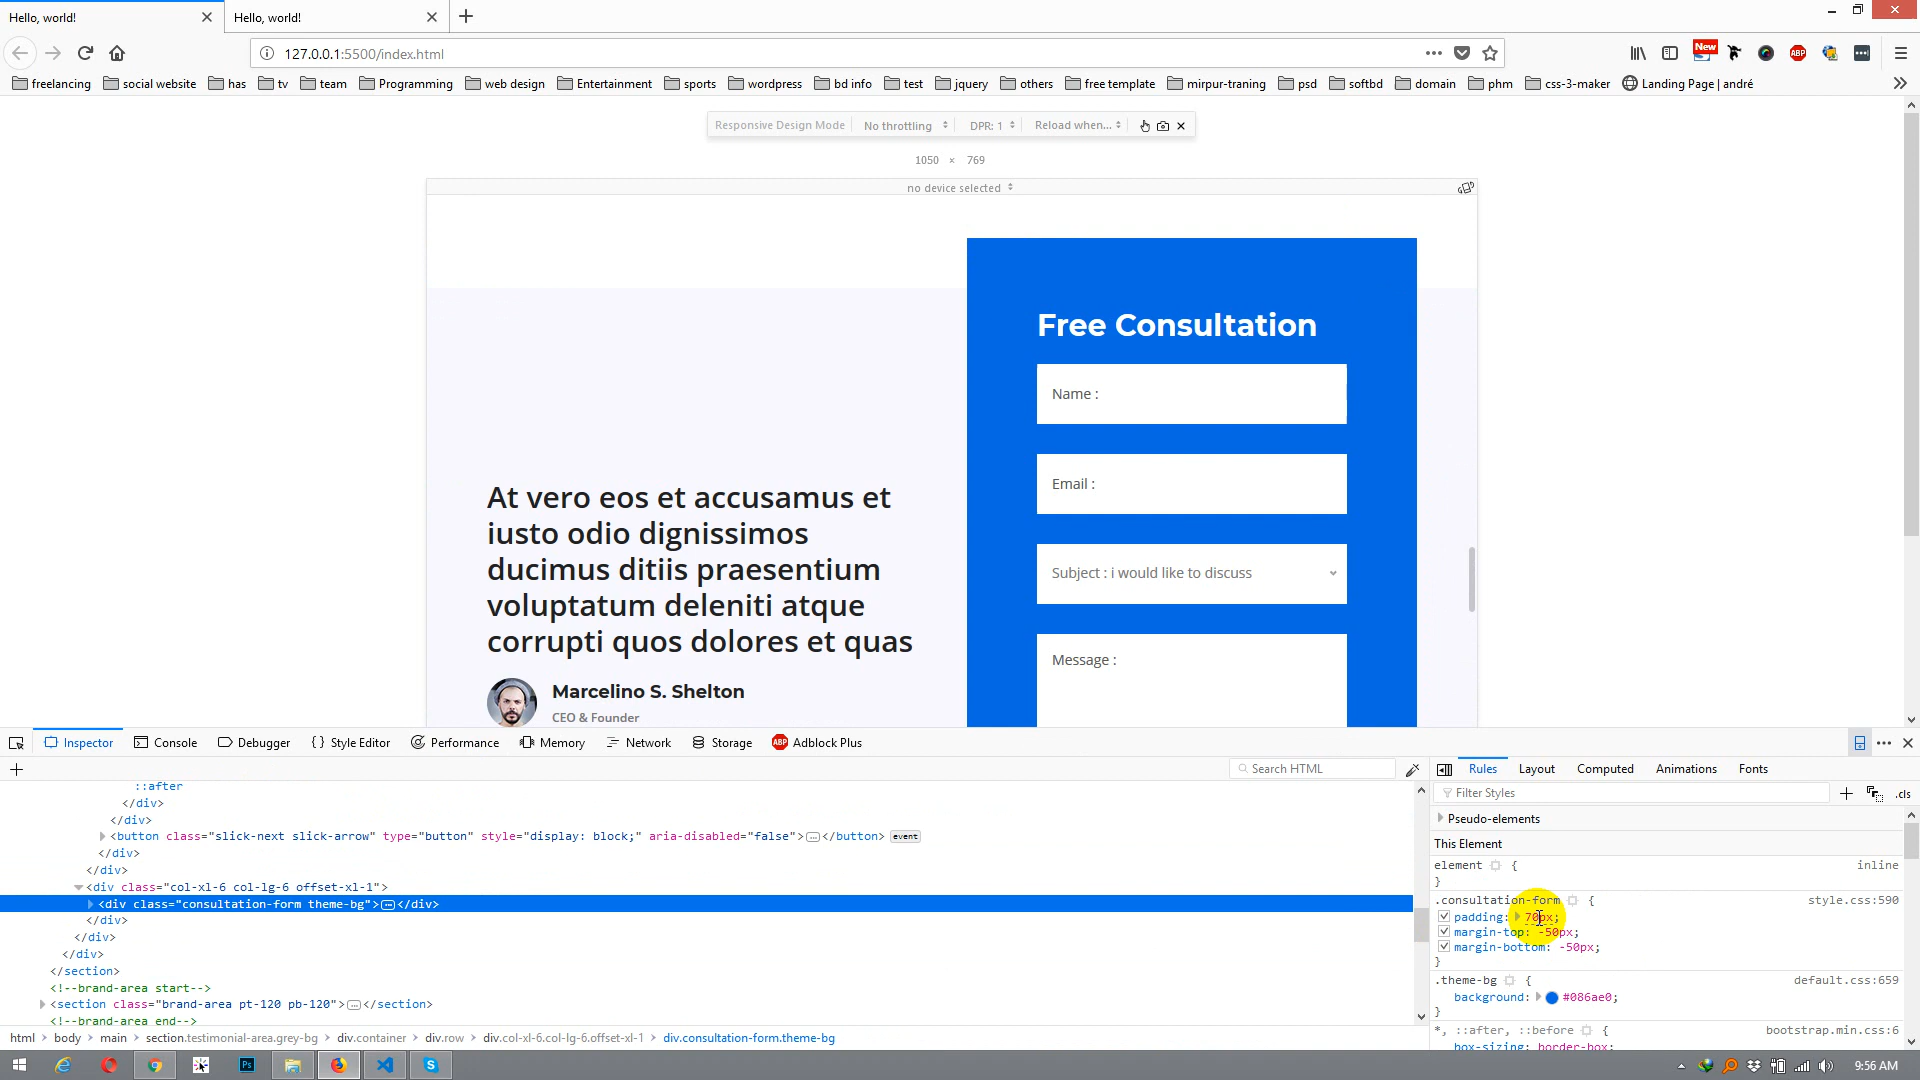 Hello, world!
Hello, world!
127.0.0.1:5500/index.html
New
ABP
freelancing
social website
has
tv
team
Programming
web design
Entertainment
sports
wordpress
bd info
test
jquery
others
free template
mirpur-traning
psd
softbd
domain
phm
css-3-maker
Landing Page | andré
Responsive Design Mode
No throttling
DPR: 1
Reload when...
1050 × 769
no device selected
Free Consultation
Name :
Email :
Subject : i would like to discuss
Message :
At vero eos et accusamus et
iusto odio dignissimos
ducimus ditiis praesentium
voluptatum deleniti atque
corrupti quos dolores et quas
Marcelino S. Shelton
CEO & Founder
Inspector
Console
Debugger
Style Editor
Performance
Memory
Network
Storage
ABP
Adblock Plus
Search HTML
Rules
Layout
Computed
Animations
Fonts
Filter Styles
.cls
::after
</div>
</div>
<button class="slick-next slick-arrow" type="button" style="display: block;" aria-disabled="false"></button> event
</div>
</div>
<div class="col-xl-6 col-lg-6 offset-xl-1">
<div class="consultation-form theme-bg"></div>
</div>
</div>
</div>
</section>
<!--brand-area start-->
<section class="brand-area pt-120 pb-120"></section>
<!--brand-area end-->
Pseudo-elements
This Element
element { inline
}
.consultation-form { style.css:590
padding: 70px;
margin-top: -50px;
margin-bottom: -50px;
}
.theme-bg { default.css:659
background: #086ae0;
}
*, ::after, ::before { bootstrap.min.css:6
box-sizing: border-box;
html
body
main
section.testimonial-area.grey-bg
div.container
div.row
div.col-xl-6.col-lg-6.offset-xl-1
div.consultation-form.theme-bg
Ps
9:56 AM